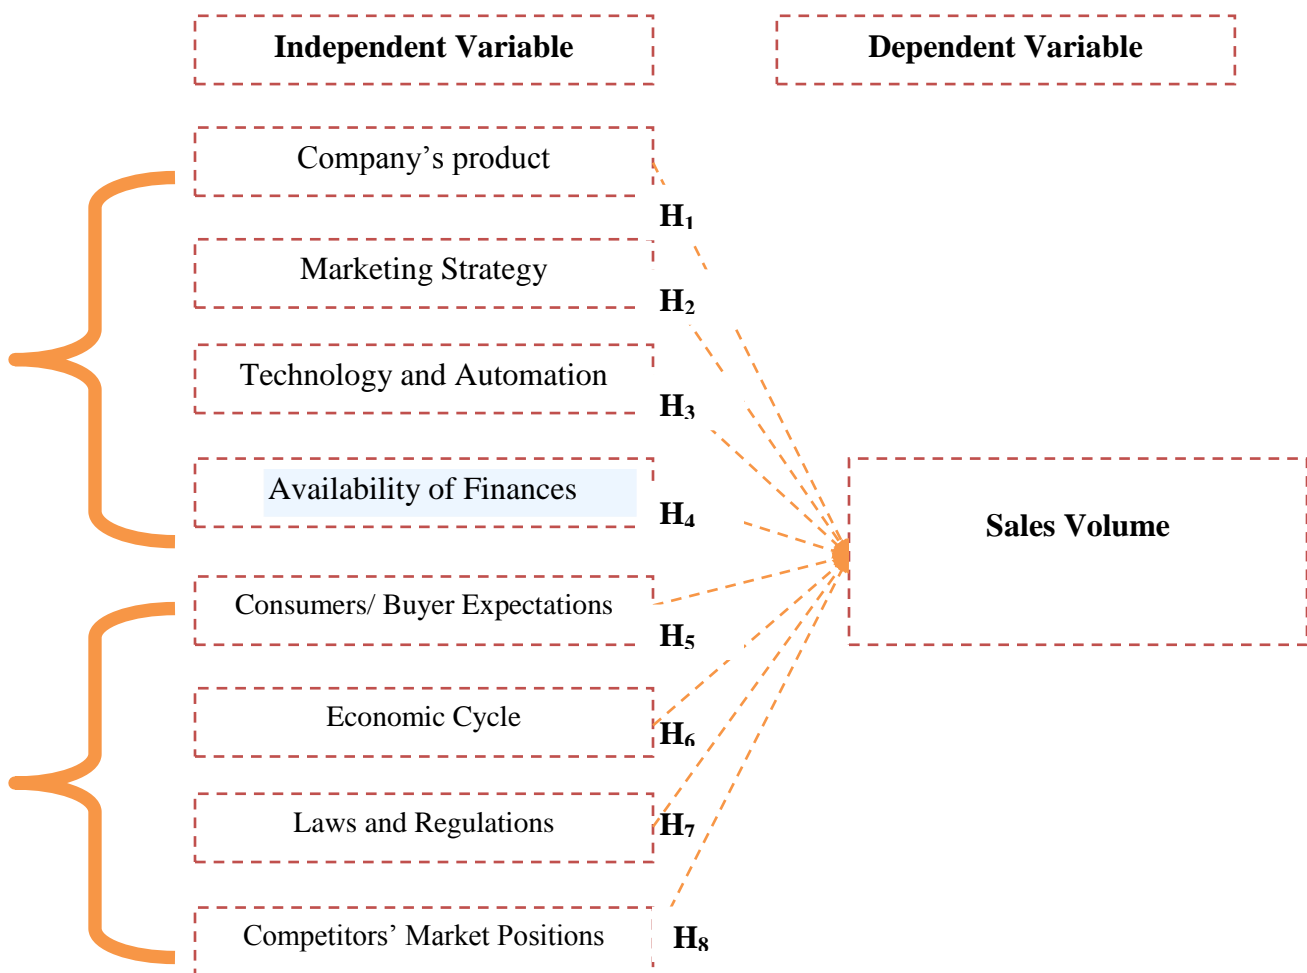 Independent Variable
Dependent Variable
Company’s product
H₁
Marketing Strategy
H₂
Technology and Automation
H₃
Availability of Finances
H₄
Sales Volume
Consumers/ Buyer Expectations
H₅
Economic Cycle
H₆
Laws and Regulations
H₇
Competitors’ Market Positions
H₈